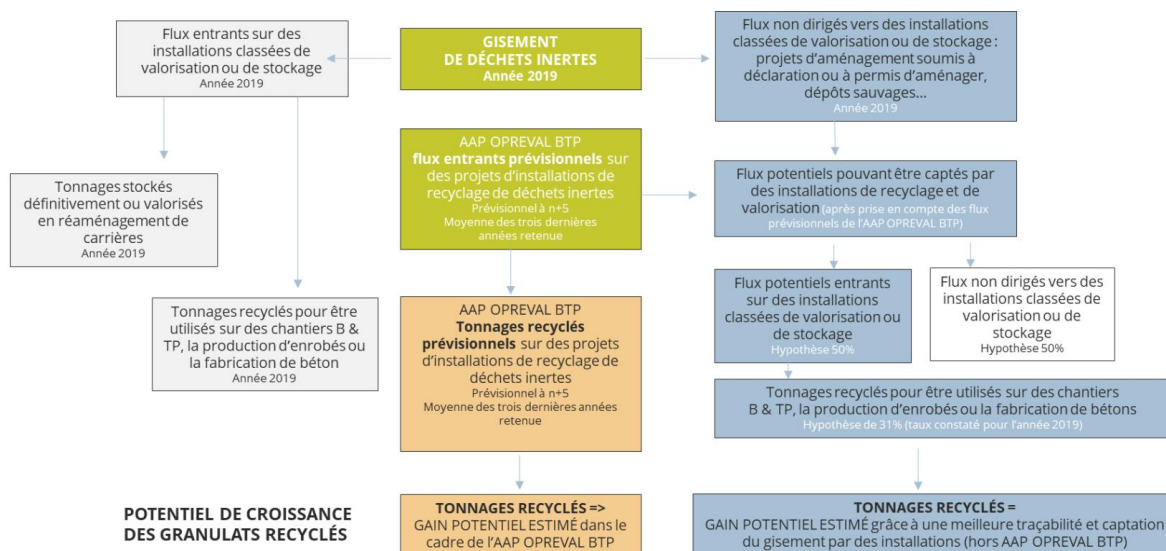 Flux entrants sur des
installations classées de
valorisation ou de stockage
Année 2019
GISEMENT
DE DÉCHETS INERTES
Année 2019
Flux non dirigés vers des installations
classées de valorisation ou de stockage :
projets d’aménagement soumis à
déclaration ou à permis d’aménager,
dépôts sauvages...
Année 2019
AAP OPREVAL BTP
flux entrants prévisionnels sur
des projets d’installations de
recyclage de déchets inertes
Prévisionnel à n+5
Moyenne des trois dernières
années retenue
Flux potentiels pouvant être captés par
des installations de recyclage et de
valorisation (après prise en compte des flux
prévisionnels de l’AAP OPREVAL BTP)
Tonnages stockés
définitivement ou valorisés
en réaménagement de
carrières
Année 2019
Flux potentiels entrants
sur des installations
classées de valorisation ou
de stockage
Hypothèse 50%
Flux non dirigés vers des
installations classées de
valorisation ou de
stockage
Hypothèse 50%
Tonnages recyclés pour être
utilisés sur des chantiers B &
TP, la production d’enrobés ou
la fabrication de béton
Année 2019
AAP OPREVAL BTP
Tonnages recyclés
prévisionnels sur des projets
d’installations de recyclage de
déchets inertes
Prévisionnel à n+5
Moyenne des trois dernières années
retenue
Tonnages recyclés pour être utilisés sur des chantiers
B & TP, la production d’enrobés ou la fabrication de bétons
Hypothèse de 31% (taux constaté pour l’année 2019)
POTENTIEL DE CROISSANCE
DES GRANULATS RECYCLÉS
TONNAGES RECYCLÉS =>
GAIN POTENTIEL ESTIMÉ dans le
cadre de l’AAP OPREVAL BTP
TONNAGES RECYCLÉS =
GAIN POTENTIEL ESTIMÉ grâce à une meilleure traçabilité et captation
du gisement par des installations (hors AAP OPREVAL BTP)